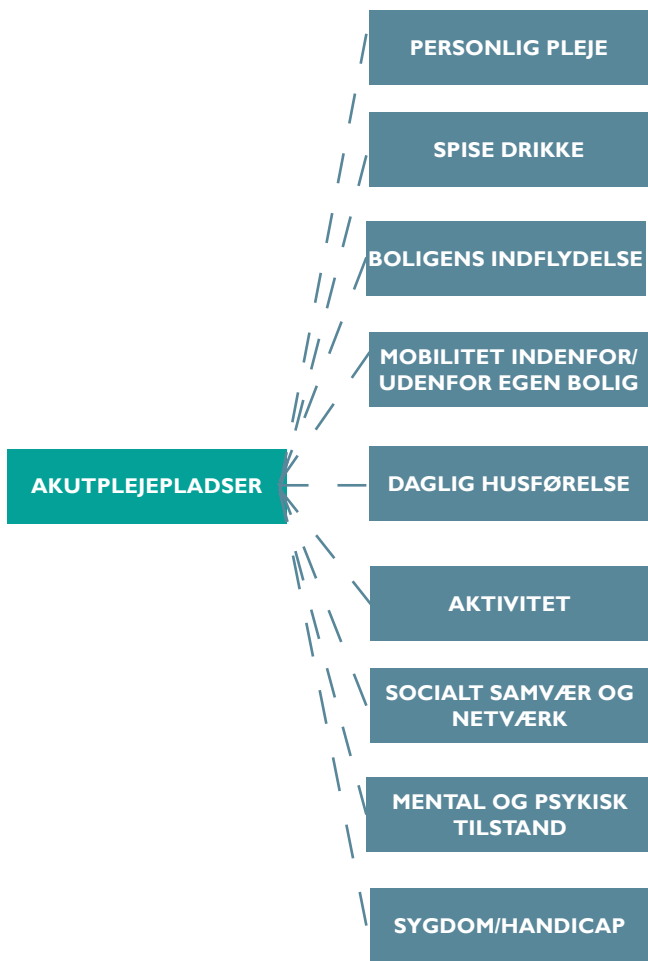 PERSONLIG PLEJE
SPISE DRIKKE
BOLIGENS INDFLYDELSE
MOBILITET INDENFOR/
UDENFOR EGEN BOLIG
AKUTPLEJEPLADSER
DAGLIG HUSFØRELSE
AKTIVITET
SOCIALT SAMVÆR OG
NETVÆRK
MENTAL OG PSYKISK
TILSTAND
SYGDOM/HANDICAP